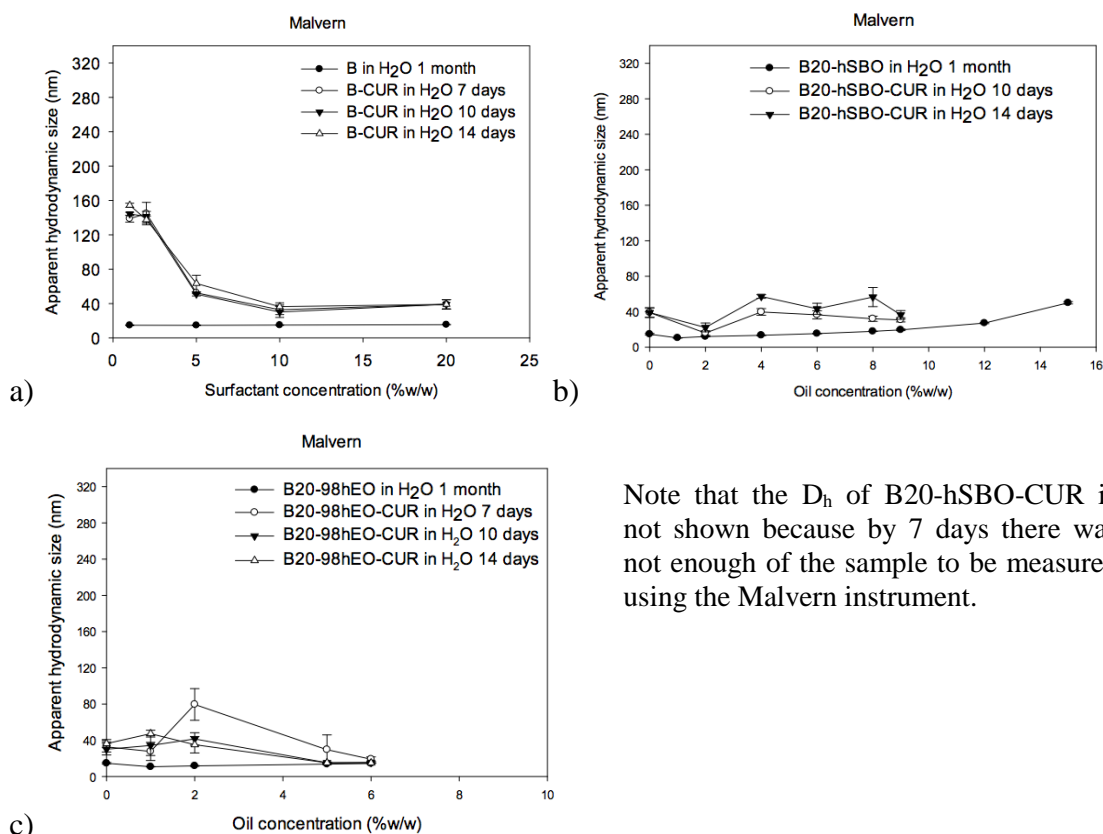 Malvern
Apparent hydrodynamic size (nm)
320
280
240
200
160
120
80
40
0
B in H2O 1 month
B-CUR in H2O 7 days
B-CUR in H2O 10 days
B-CUR in H2O 14 days
0 5 10 15 20 25
Surfactant concentration (%w/w)
a)
Malvern
Apparent hydrodynamic size (nm)
320
280
240
200
160
120
80
40
0
B20-hSBO in H2O 1 month
B20-hSBO-CUR in H2O 10 days
B20-hSBO-CUR in H2O 14 days
0 2 4 6 8 10 12 14 16
Oil concentration (%w/w)
b)
Malvern
Apparent hydrodynamic size (nm)
320
280
240
200
160
120
80
40
0
B20-98hEO in H2O 1 month
B20-98hEO-CUR in H2O 7 days
B20-98hEO-CUR in H2O 10 days
B20-98hEO-CUR in H2O 14 days
0 2 4 6 8 10
Oil concentration (%w/w)
c)
Note that the Dh of B20-hSBO-CUR i
not shown because by 7 days there wa
not enough of the sample to be measure
using the Malvern instrument.